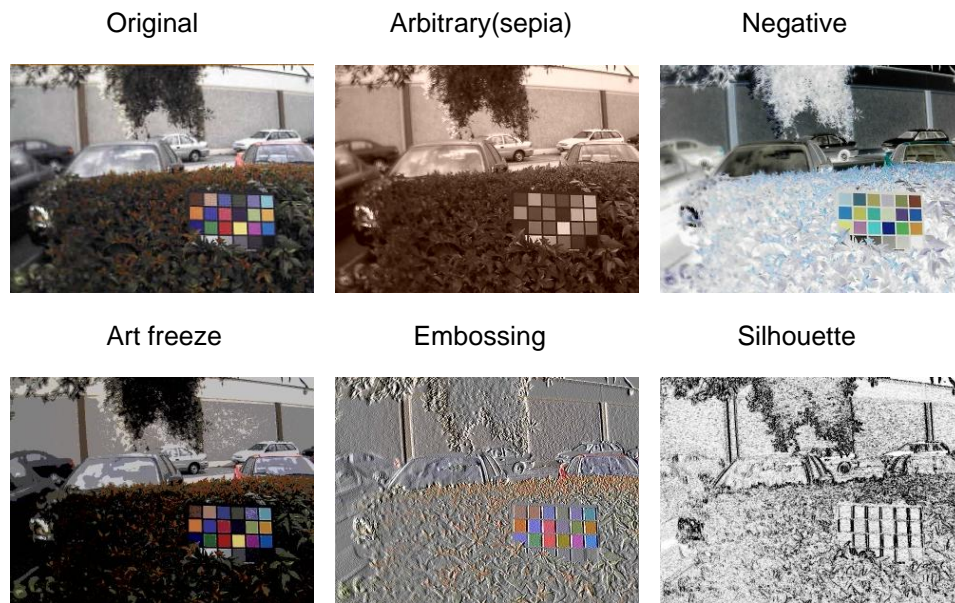 Original
Arbitrary(sepia)
Negative
Art freeze
Embossing
Silhouette